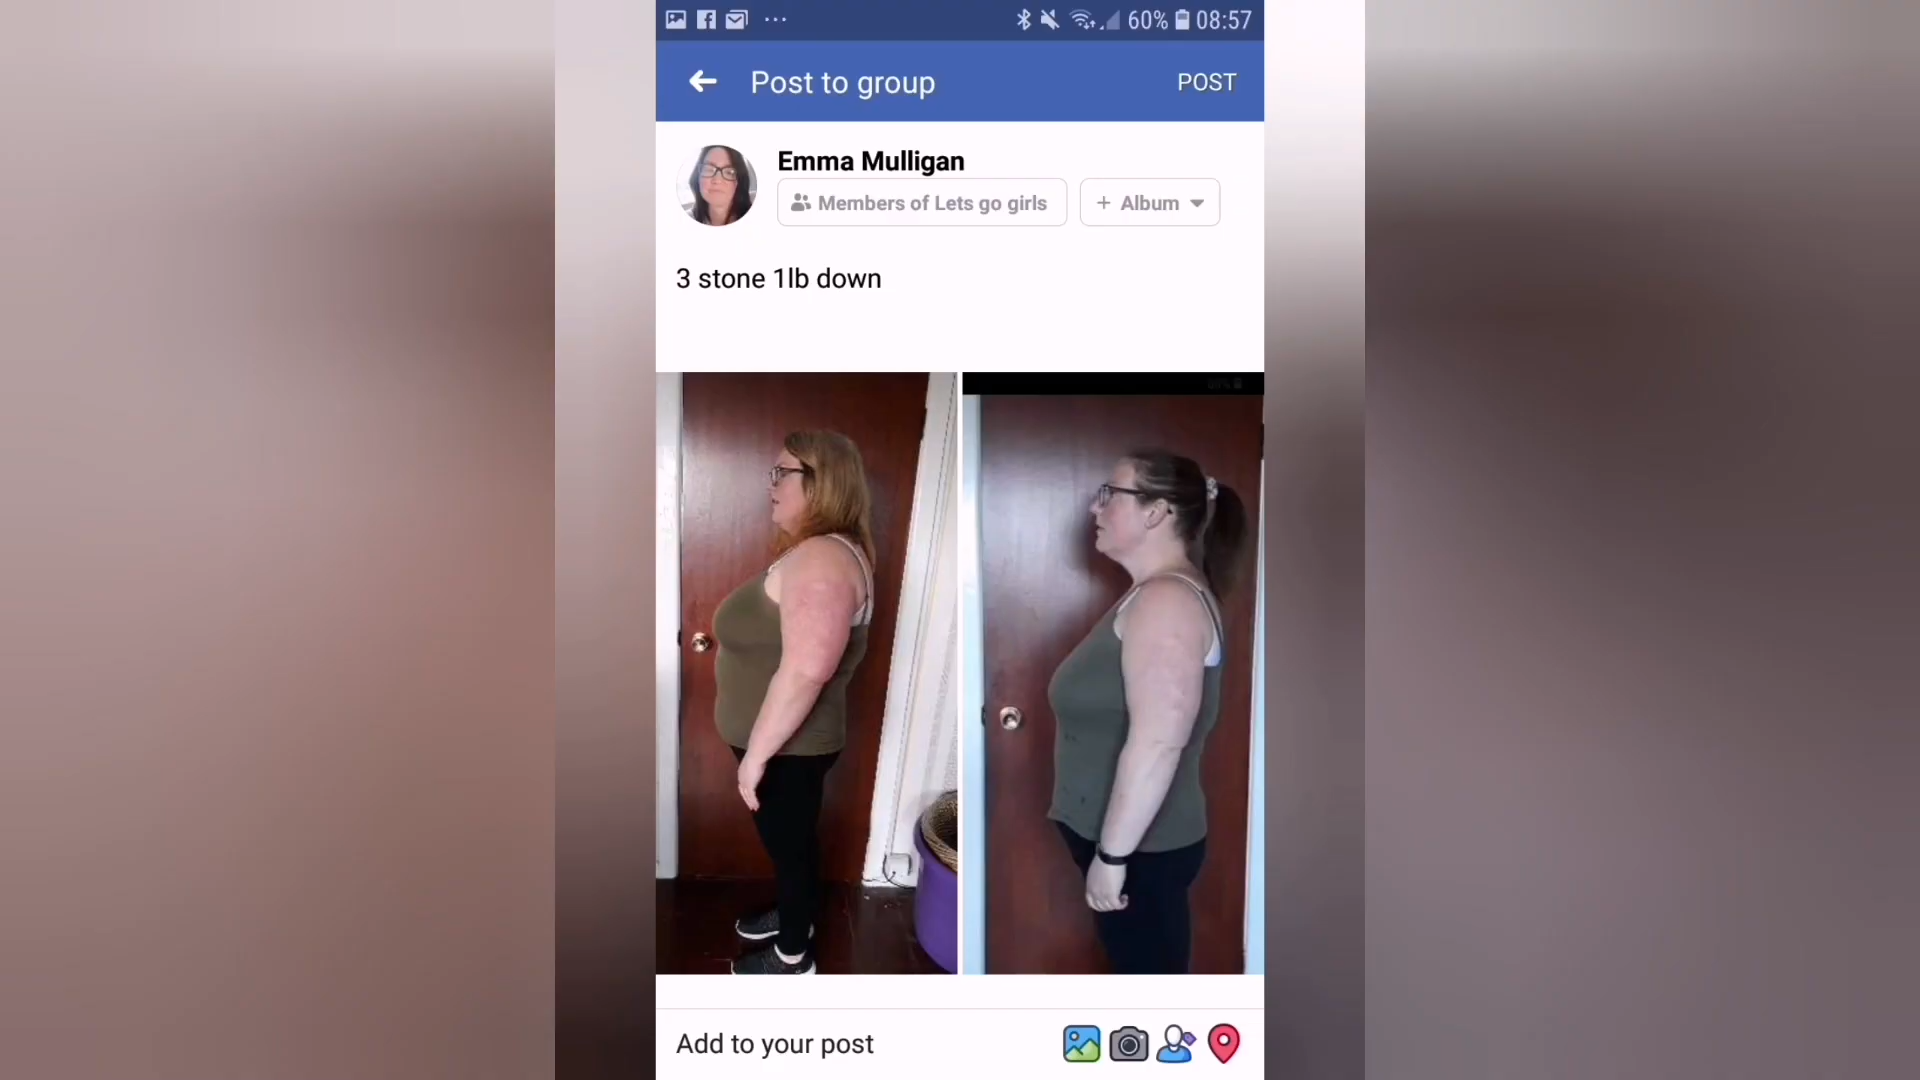 60% 08:57
Post to group POST
Emma Mulligan
Members of Lets go girls + Album
3 stone 1lb down
Add to your post